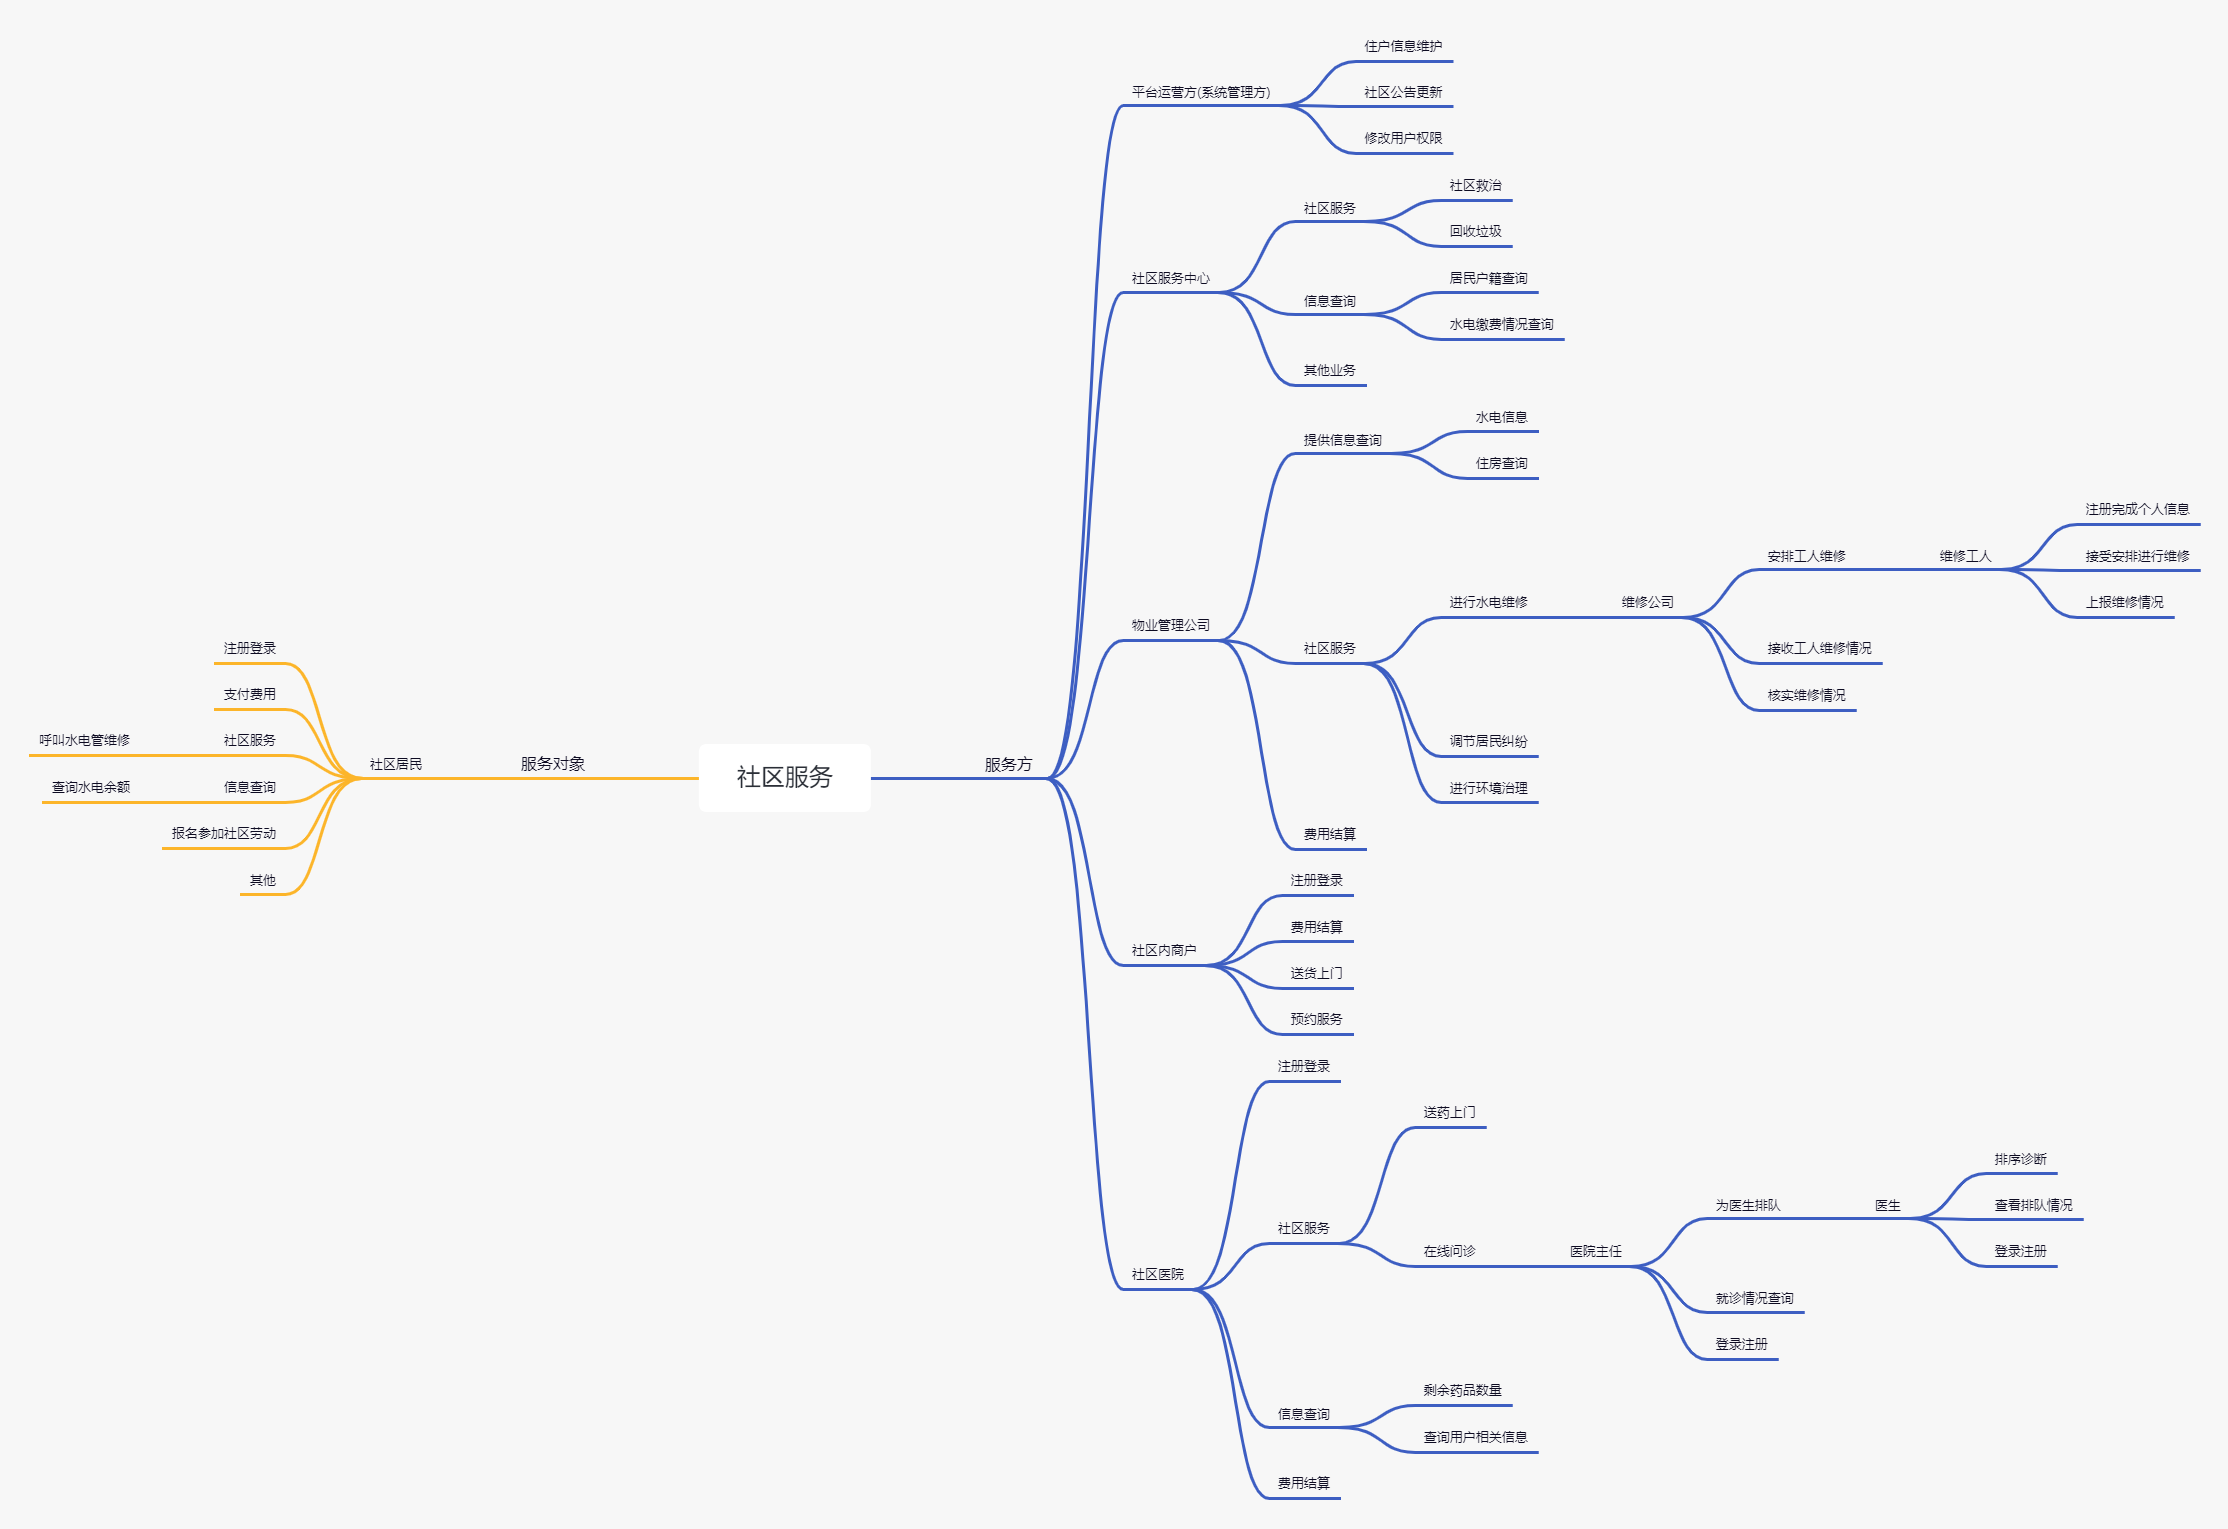 社区服务
服务对象
社区居民
注册登录
支付费用
社区服务
呼叫水电管维修
信息查询
查询水电余额
报名参加社区劳动
其他
服务方
平台运营方(系统管理方)
住户信息维护
社区公告更新
修改用户权限
社区服务中心
社区服务
社区救治
回收垃圾
信息查询
居民户籍查询
水电缴费情况查询
其他业务
物业管理公司
提供信息查询
水电信息
住房查询
社区服务
进行水电维修
维修公司
安排工人维修
维修工人
注册完成个人信息
接受安排进行维修
上报维修情况
接收工人维修情况
核实维修情况
调节居民纠纷
进行环境治理
费用结算
社区内商户
注册登录
费用结算
送货上门
预约服务
社区医院
注册登录
社区服务
送药上门
在线问诊
医院主任
为医生排队
医生
排序诊断
查看排队情况
登录注册
就诊情况查询
登录注册
信息查询
剩余药品数量
查询用户相关信息
费用结算